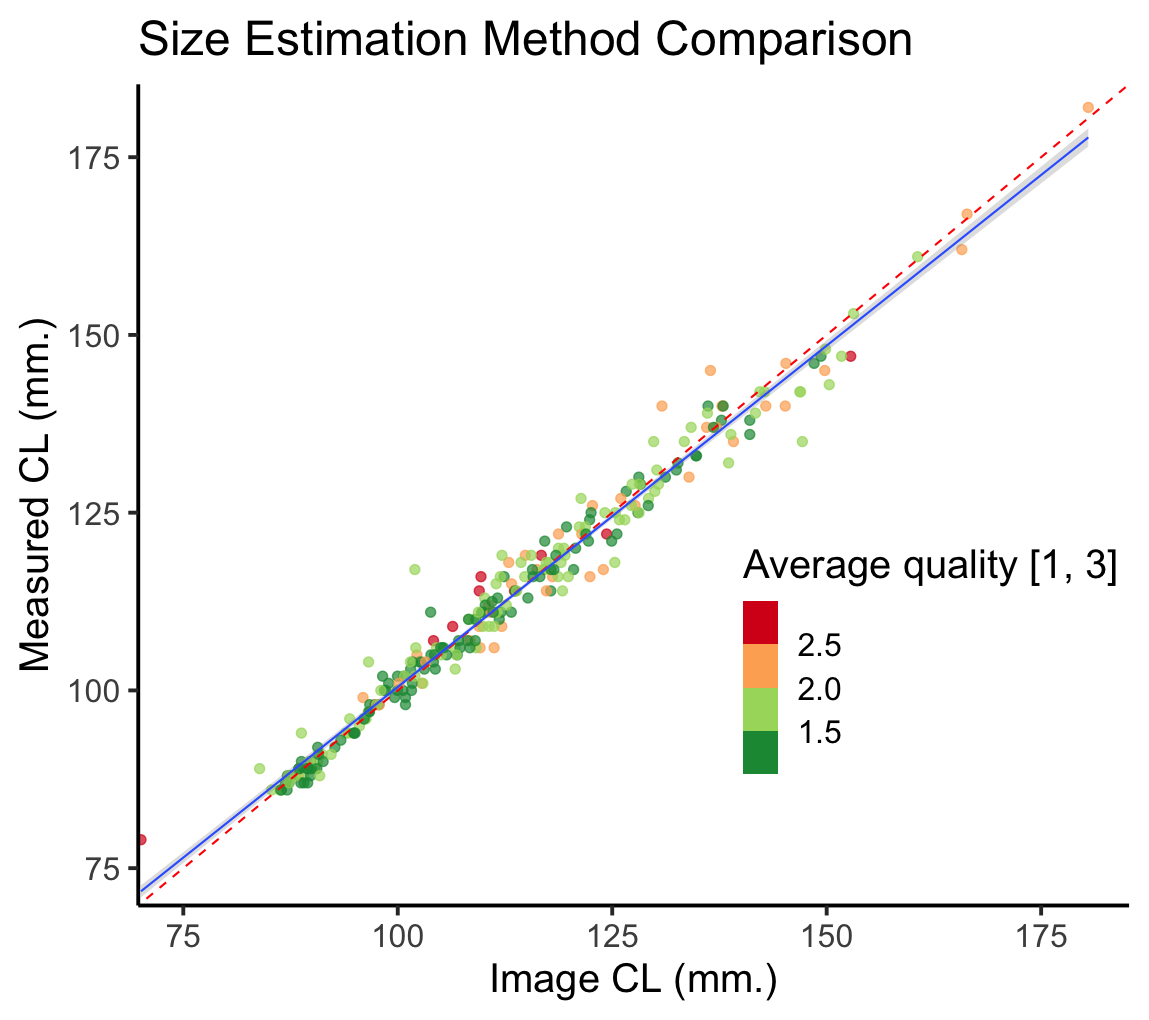 Size Estimation Method Comparison
Measured CL (mm.)
175
150
125
100
75
Average quality [1, 3]
2.5
2.0
1.5
75 100 125 150 175
Image CL (mm.)